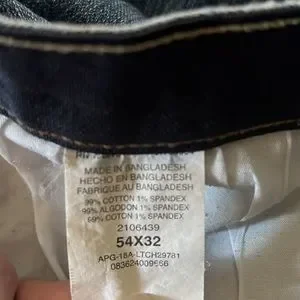 MADE IN BANGLADESH
HECHO EN BANGLADESH
FABRIQUE AU BANGLADESH
99% COTTON 1% SPANDEX
99% ALGODON 1% SPANDEX
99% COTON 1% SPANDEX
2106439
54X32
APG-18A-LTCH29781
083624009556